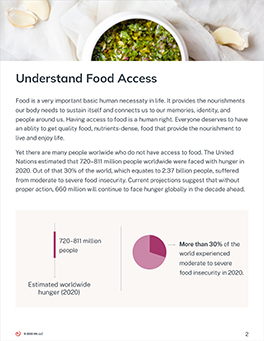 Understand Food Access
Food is a very important basic human necessaty in life. It provides the nourishments
our body needs to sustain itself and connects us to our memories, identity, and
people around us. Having access to food is a human right. Everyone deserves to have
an ablity to get quality food, nutrients-dense, food that provide the nourishment to
live and enjoy life.
Yet there are many people worlwide who do not have access to food. The United
Nations estimated that 720–811 million people worldwide were faced with hunger in
2020. Out of that 30% of the world, which equates to 2.37 billion people, suffered
from moderate to severe food insecurity. Current projections suggest that without
proper action, 660 million will continue to face hunger globally in the decade ahead.
720–811 million
people
Estimated worldwide
hunger (2020)
More than 30% of the
world experienced
moderate to severe
food insecurity in 2020.
2